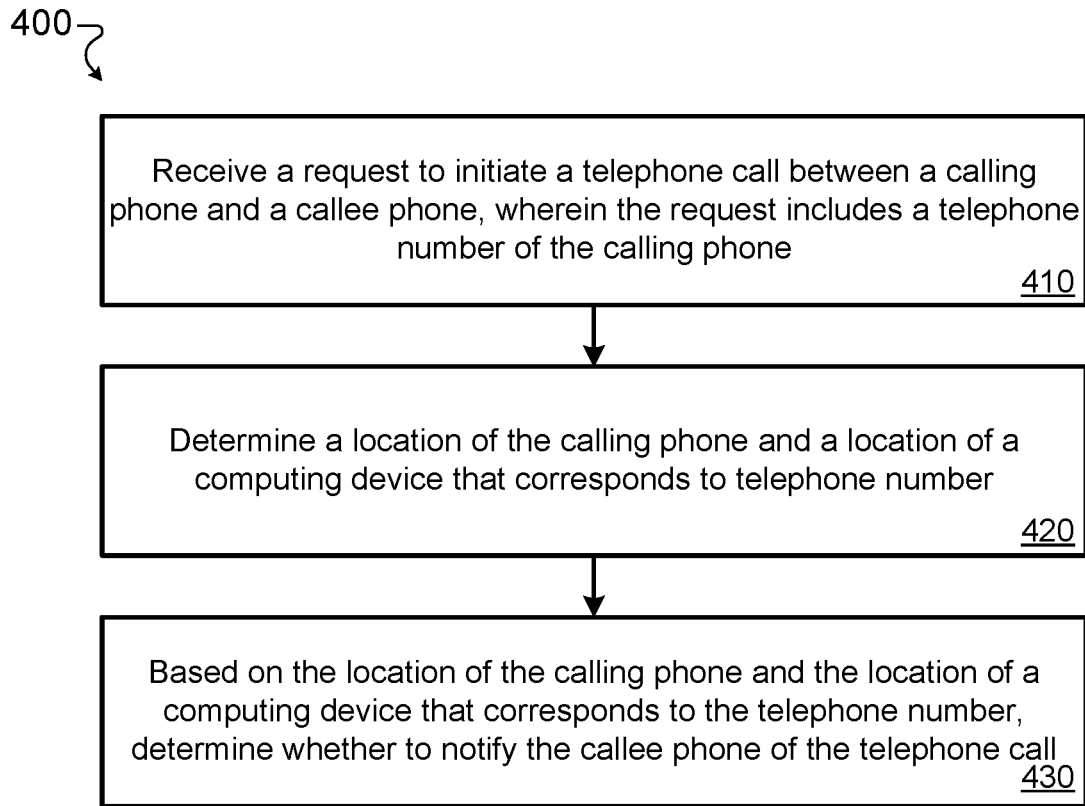 400
Receive a request to initiate a telephone call between a calling
phone and a callee phone, wherein the request includes a telephone
number of the calling phone
410
Determine a location of the calling phone and a location of a
computing device that corresponds to telephone number
420
Based on the location of the calling phone and the location of a
computing device that corresponds to the telephone number,
determine whether to notify the callee phone of the telephone call
430